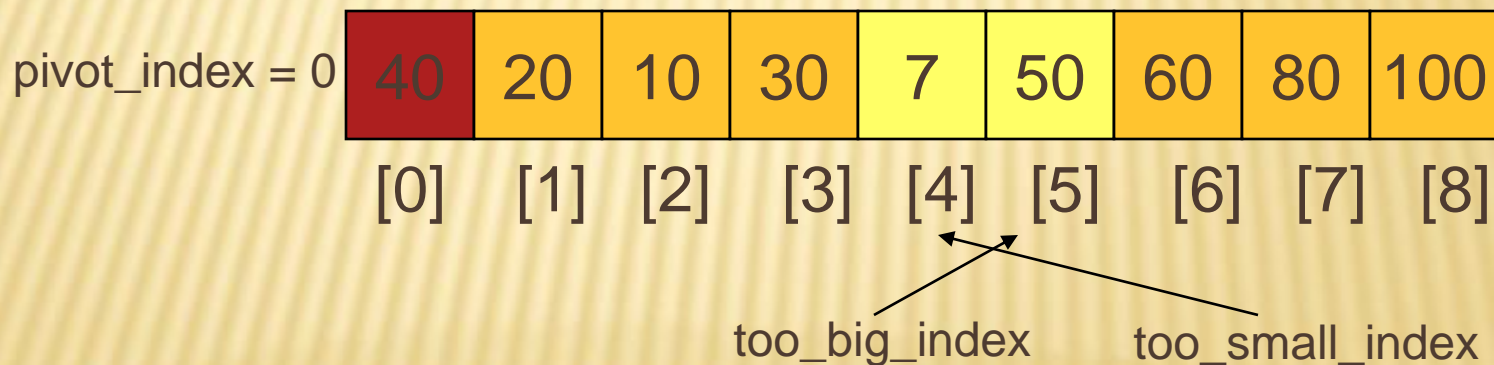 pivot_index = 0 40 20 10 30 7 50 60 80 100
[0] [1] [2] [3] [4] [5] [6] [7] [8]
too_big_index too_small_index